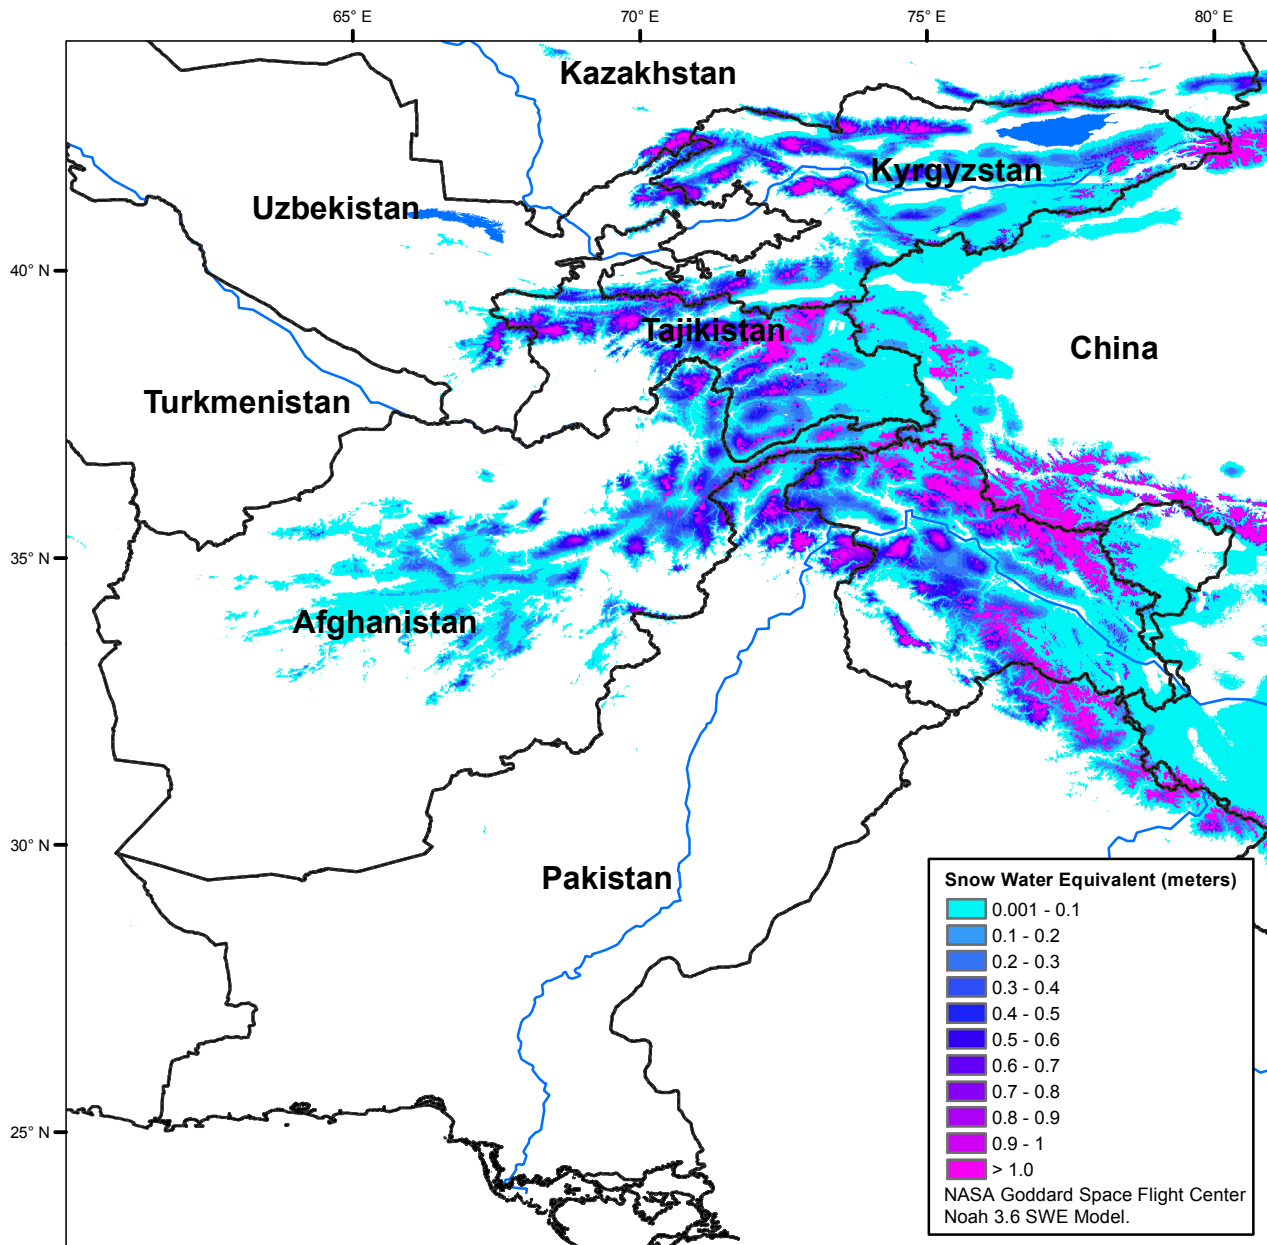 65° E
70° E
75° E
80° E
Kazakhstan
Kyrgyzstan
Uzbekistan
40° N
Tajikistan
China
Turkmenistan
35° N
Afghanistan
30° N
Pakistan
25° N
Snow Water Equivalent (meters)
0.001 - 0.1
0.1 - 0.2
0.2 - 0.3
0.3 - 0.4
0.4 - 0.5
0.5 - 0.6
0.6 - 0.7
0.7 - 0.8
0.8 - 0.9
0.9 - 1
> 1.0
NASA Goddard Space Flight Center
Noah 3.6 SWE Model.